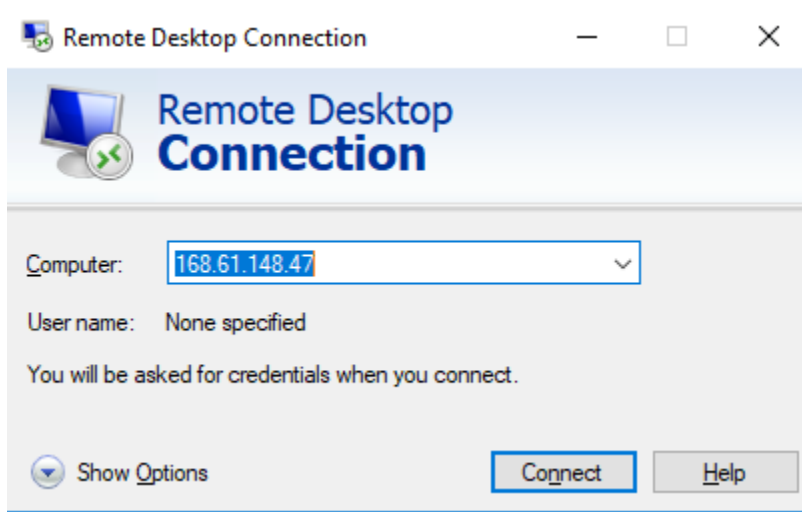 Remote Desktop Connection
Remote Desktop
Connection
Computer: 168.61.148.47
User name: None specified
You will be asked for credentials when you connect.
Show Options Connect Help